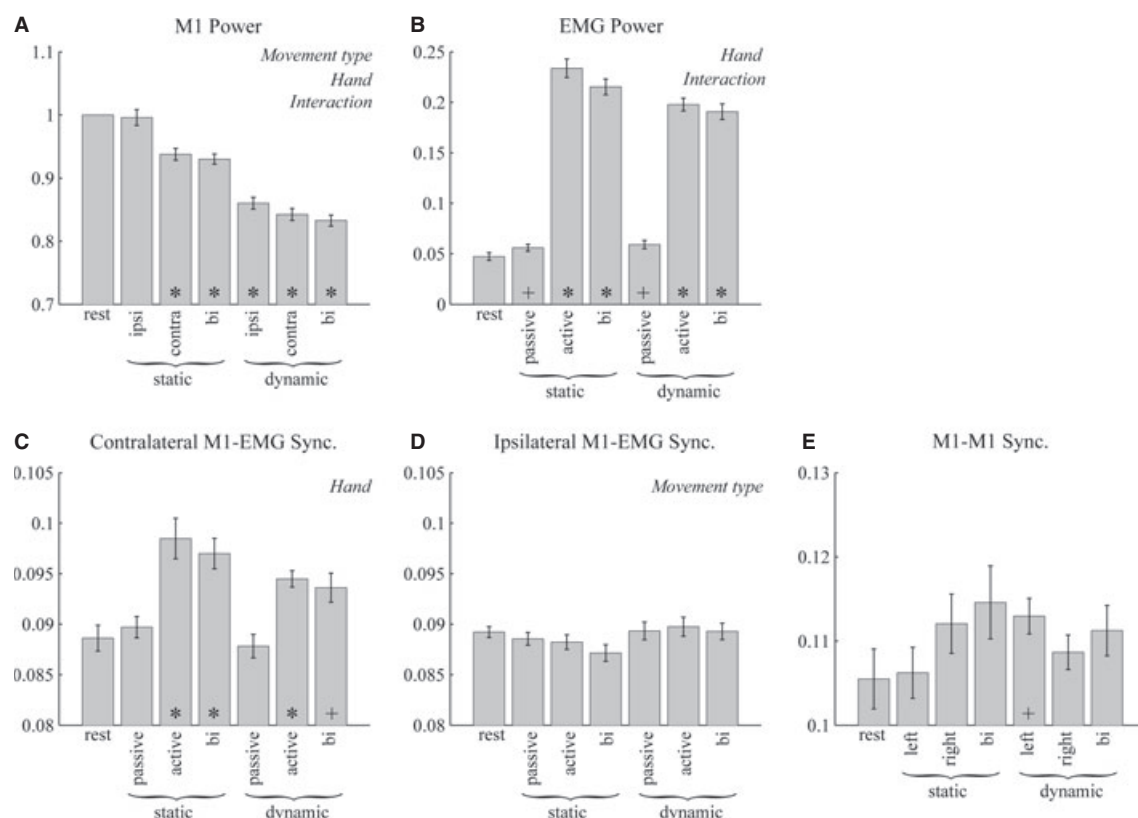 A
M1 Power
Movement type
Hand
Interaction
1.1
1
0.9
0.8
0.7
* * * * *
rest ipsi contra bi ipsi contra bi
static dynamic
B
EMG Power
Hand
Interaction
0.25
0.2
0.15
0.1
0.05
0
+ * * + * *
rest passive active bi passive active bi
static dynamic
C
Contralateral M1-EMG Sync.
Hand
0.105
0.1
0.095
0.09
0.085
0.08
* * * +
rest passive active bi passive active bi
static dynamic
D
Ipsilateral M1-EMG Sync.
Movement type
0.105
0.1
0.095
0.09
0.085
0.08
rest passive active bi passive active bi
static dynamic
E
M1-M1 Sync.
0.13
0.12
0.11
0.1
+
rest left right bi left right bi
static dynamic